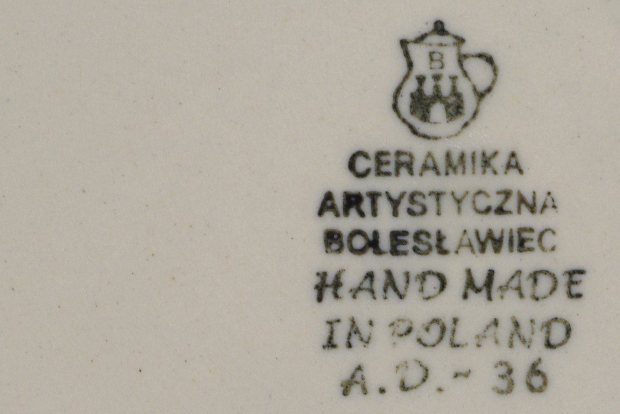 B
CERAMIKA
ARTYSTYCZNA
BOLESŁAWIEC
HAND MADE
IN POLAND
A.D.~ 36